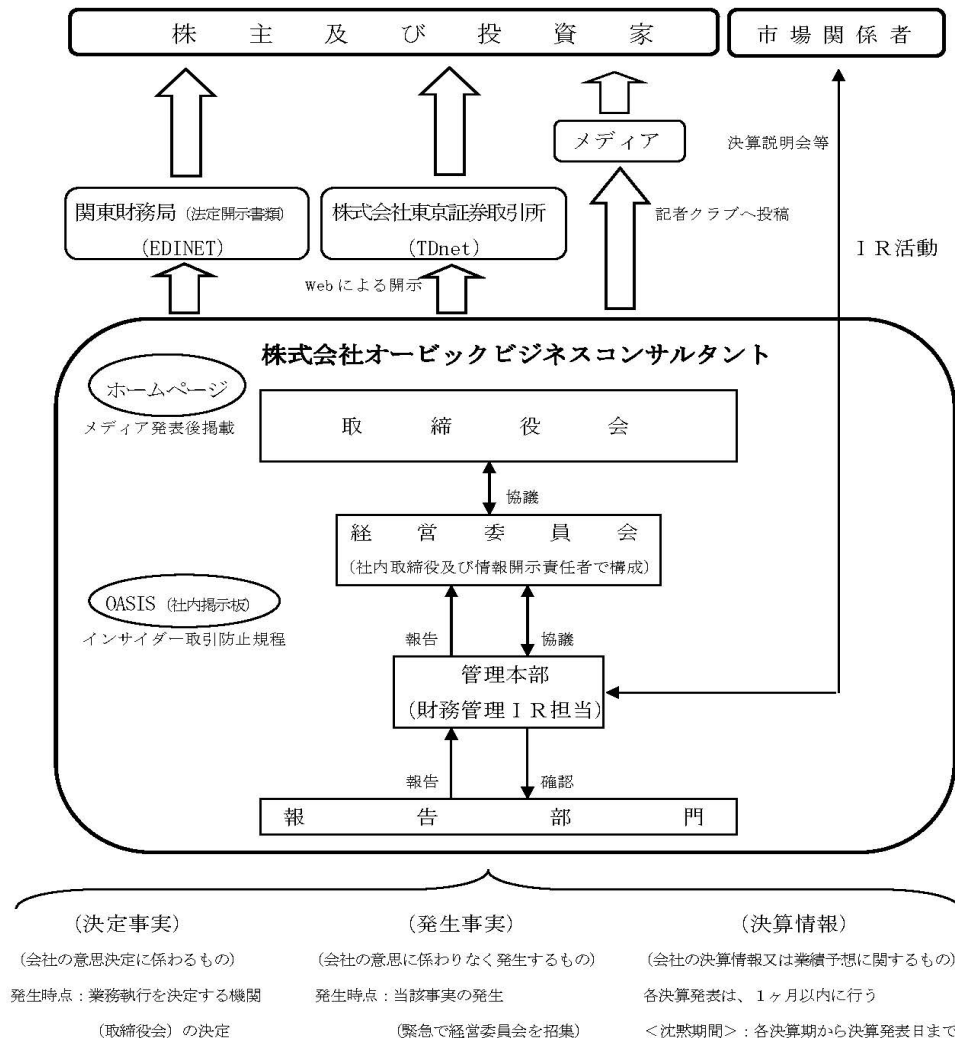 株主及び投資家
市場関係者
メディア
決算説明会等
関東財務局（法定開示書類）
（EDINET）
株式会社東京証券取引所
（TDnet）
記者クラブへ投稿
ＩＲ活動
Webによる開示
株式会社オービックビジネスコンサルタント
ホームページ
メディア発表後掲載
取締役会
協議
経営委員会
（社内取締役及び情報開示責任者で構成）
OASIS（社内掲示板）
インサイダー取引防止規程
報告
協議
管理本部
（財務管理ＩＲ担当）
報告
確認
報告部門
（決定事実）
（会社の意思決定に係わるもの）
発生時点：業務執行を決定する機関
（取締役会）の決定
（発生事実）
（会社の意思に係わりなく発生するもの）
発生時点：当該事実の発生
（緊急で経営委員会を招集）
（決算情報）
（会社の決算情報又は業績予想に関するもの）
各決算発表は、１ヶ月以内に行う
＜沈黙期間＞：各決算期から決算発表日まで